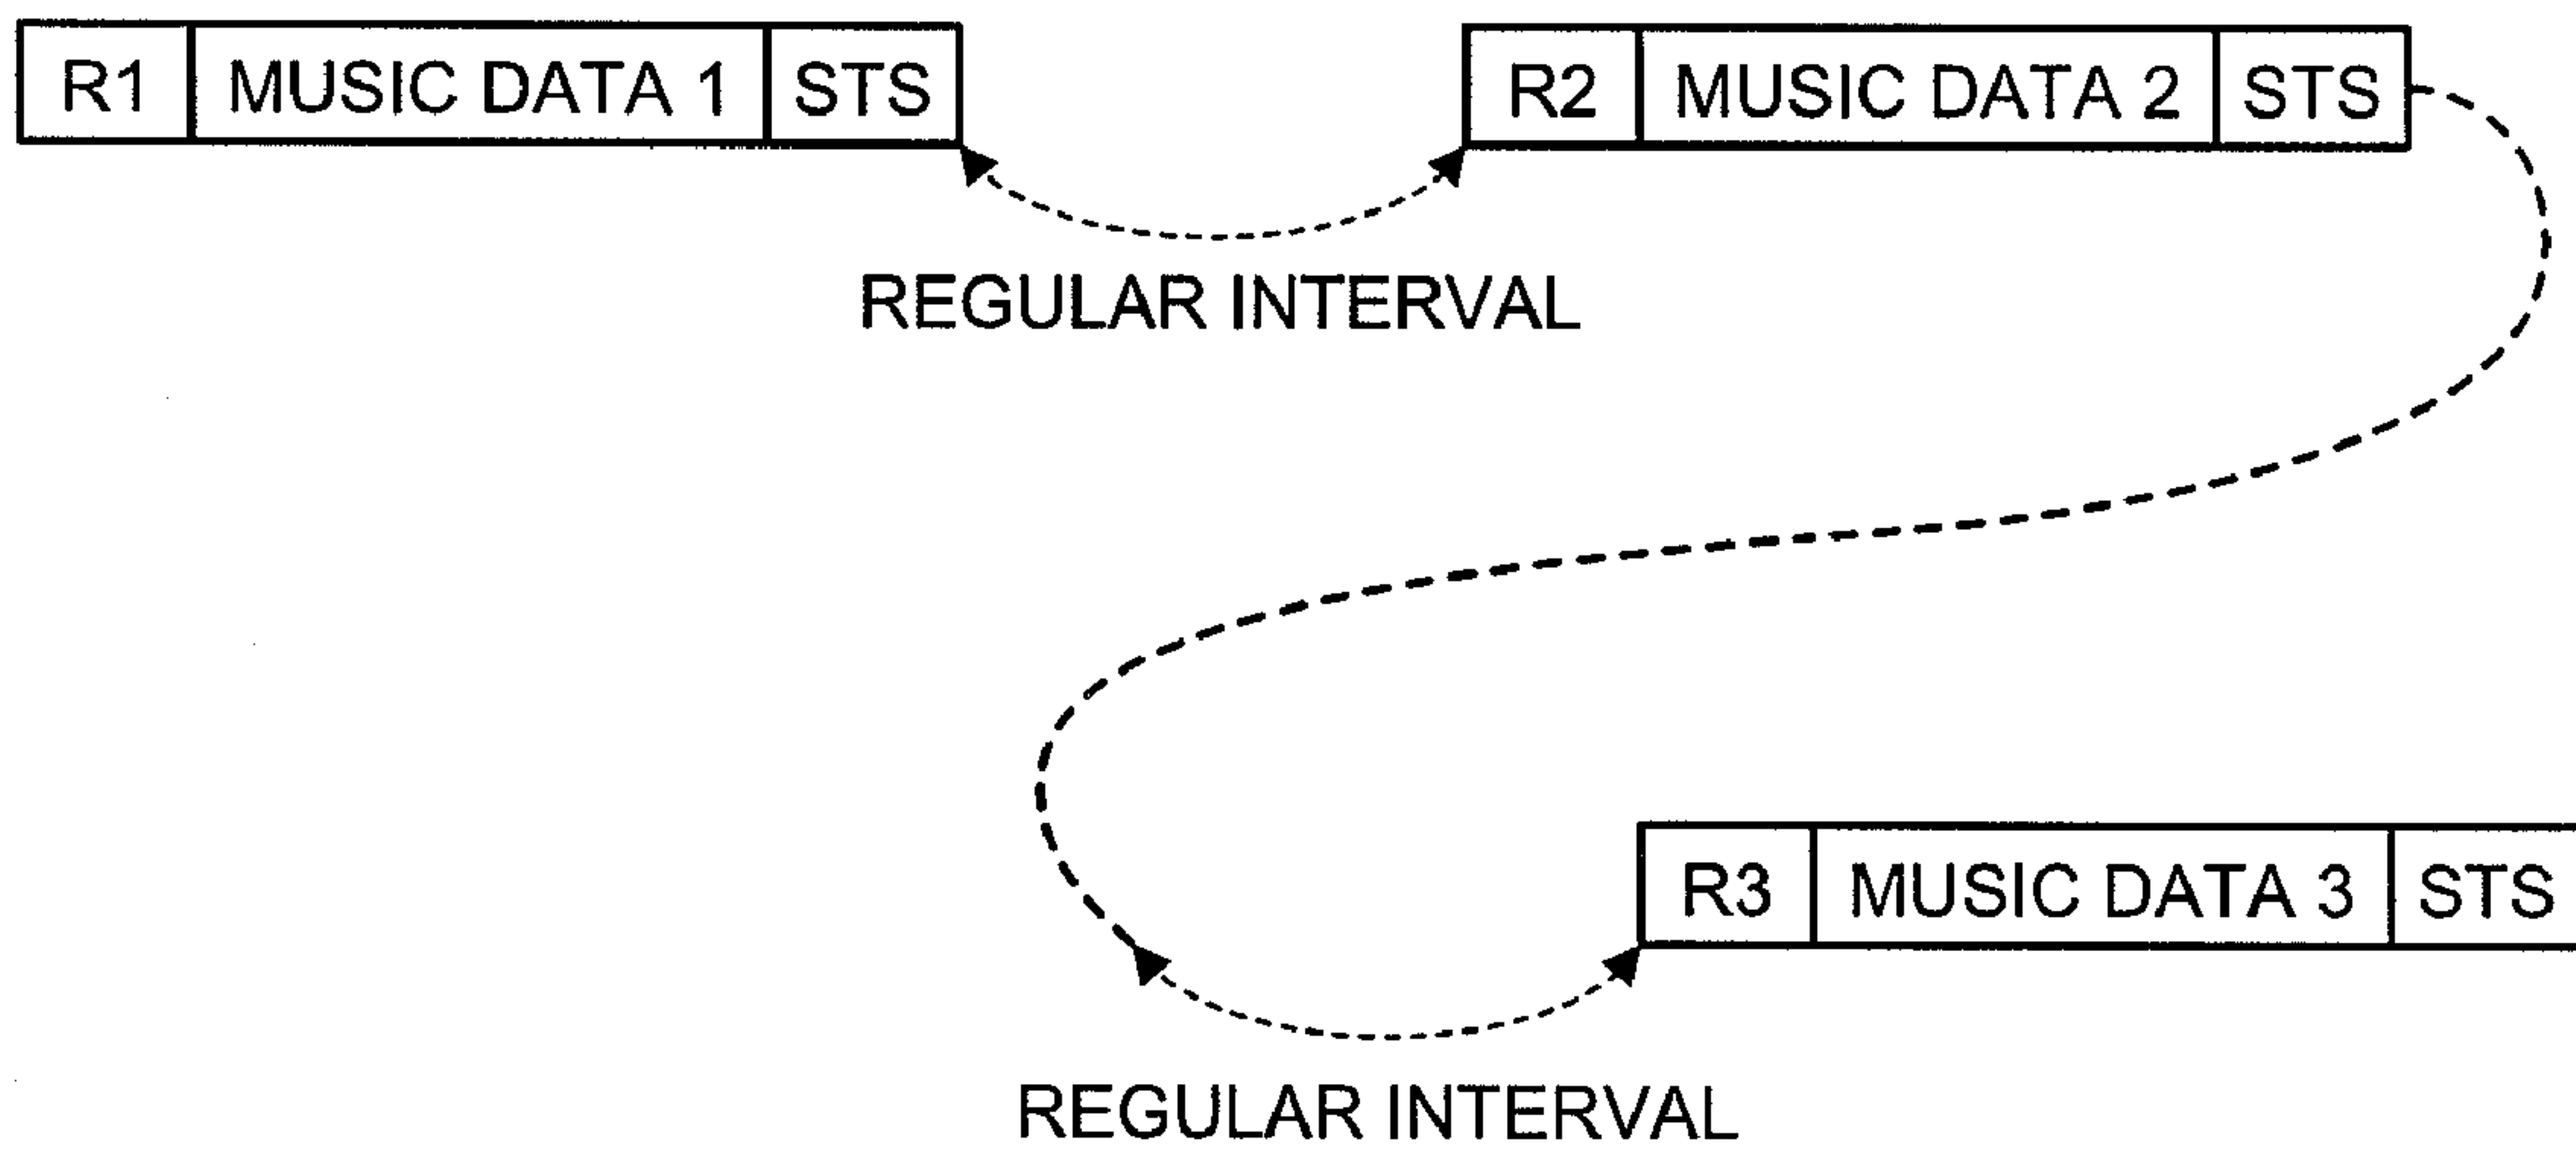 R1 MUSIC DATA 1 STS R2 MUSIC DATA 2 STS
REGULAR INTERVAL
R3 MUSIC DATA 3 STS
REGULAR INTERVAL